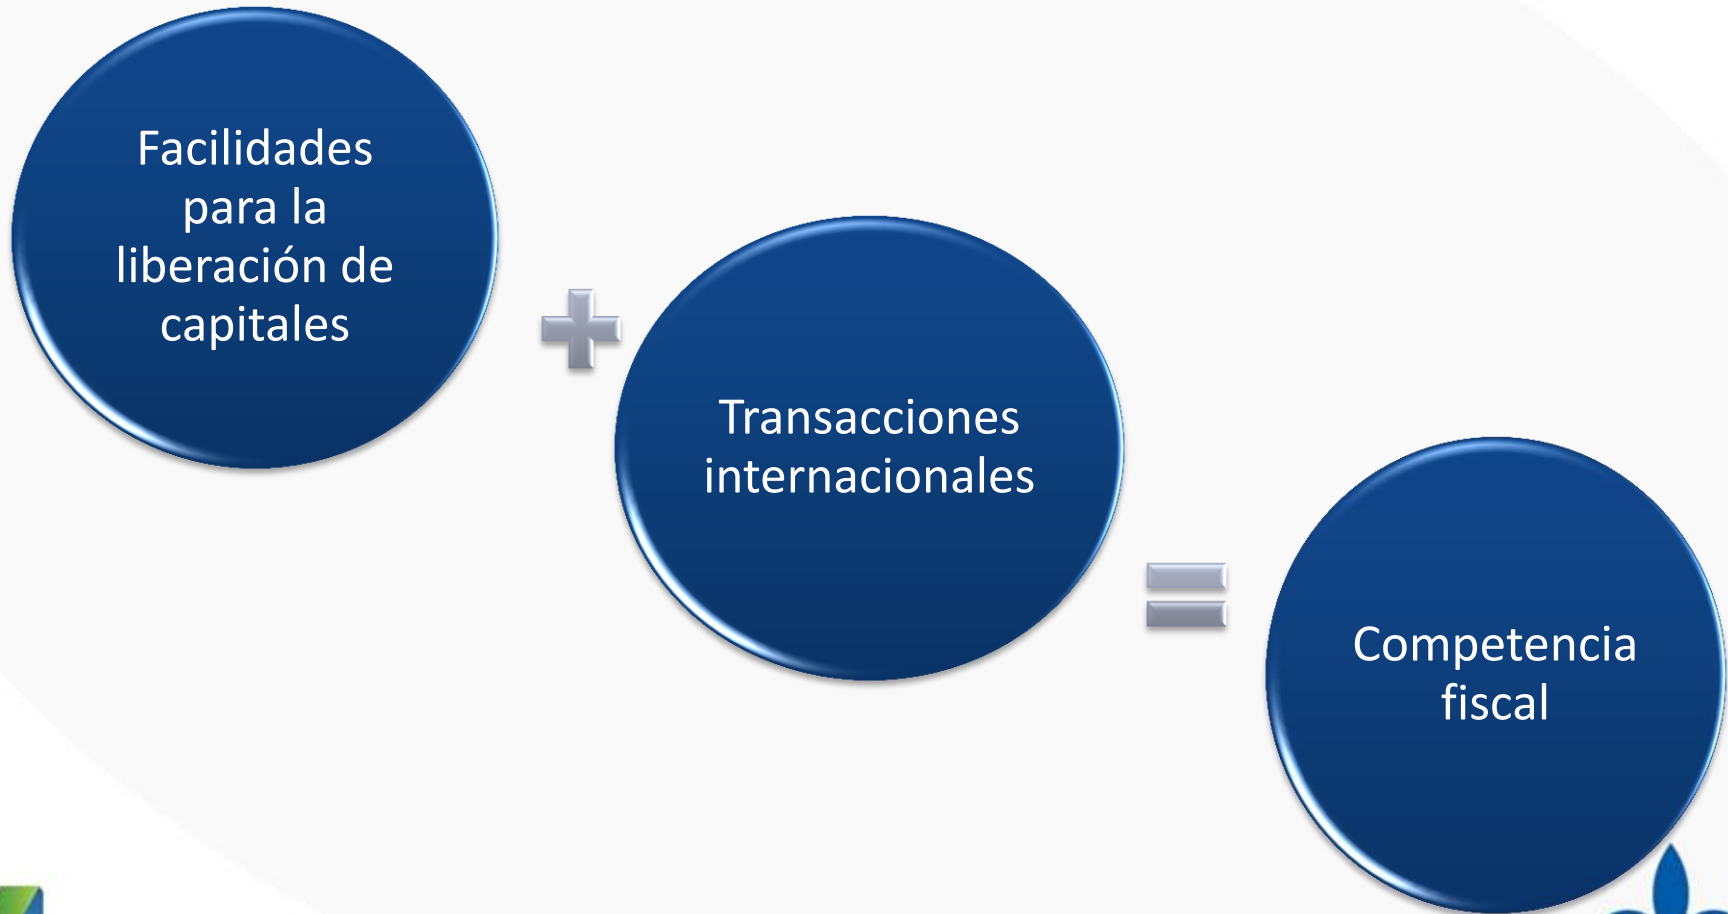 Facilidades
para la
liberación de
capitales
Transacciones
internacionales
Competencia
fiscal